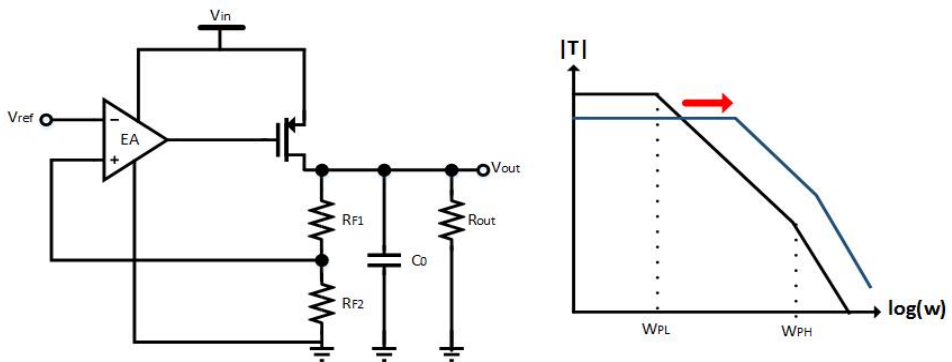 Vin
Vref
EA
−
+
Vout
RF1
RF2
C0
Rout
|T|
WPL
WPH
log(w)